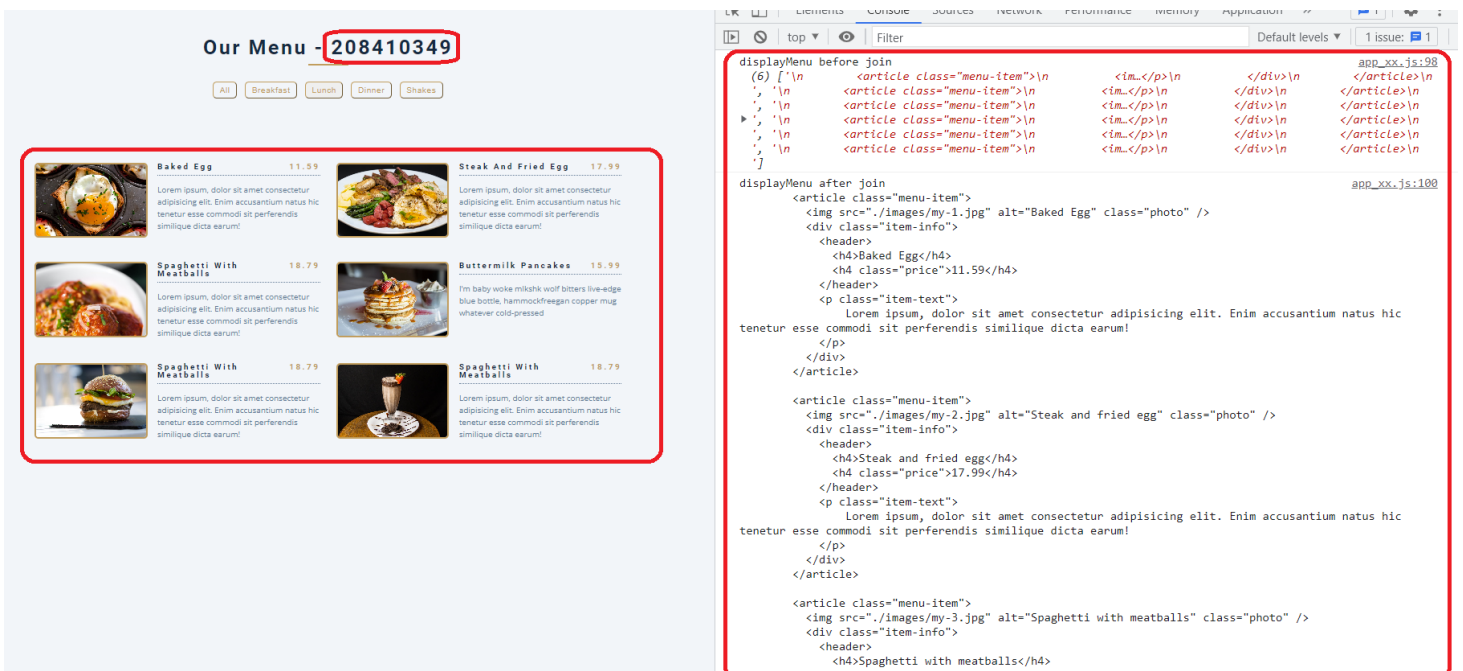 Our Menu - 208410349
All Breakfast Lunch Dinner Shakes
Baked Egg 11.59
Lorem ipsum, dolor sit amet consectetur
adipisicing elit. Enim accusantium natus hic
tenetur esse commodi sit perferendis
similique dicta earum!
Steak And Fried Egg 17.99
Lorem ipsum, dolor sit amet consectetur
adipisicing elit. Enim accusantium natus hic
tenetur esse commodi sit perferendis
similique dicta earum!
Spaghetti With 18.79
Meatballs
Lorem ipsum, dolor sit amet consectetur
adipisicing elit. Enim accusantium natus hic
tenetur esse commodi sit perferendis
similique dicta earum!
Buttermilk Pancakes 15.99
I'm baby woke mlkshk wolf bitters live-edge
blue bottle, hammockfreegan copper mug
whatever cold-pressed
Spaghetti With 18.79
Meatballs
Lorem ipsum, dolor sit amet consectetur
adipisicing elit. Enim accusantium natus hic
tenetur esse commodi sit perferendis
similique dicta earum!
Spaghetti With 18.79
Meatballs
Lorem ipsum, dolor sit amet consectetur
adipisicing elit. Enim accusantium natus hic
tenetur esse commodi sit perferendis
similique dicta earum!
Elements Console Sources Network Performance Memory Application » 1
top ▼ Filter Default levels ▼ 1 issue: 1
displayMenu before join app_xx.js:98
(6) ['\n <article class="menu-item">\n <im…</p>\n </div>\n </article>\n
', '\n <article class="menu-item">\n <im…</p>\n </div>\n </article>\n
', '\n <article class="menu-item">\n <im…</p>\n </div>\n </article>\n
', '\n <article class="menu-item">\n <im…</p>\n </div>\n </article>\n
', '\n <article class="menu-item">\n <im…</p>\n </div>\n </article>\n
', '\n <article class="menu-item">\n <im…</p>\n </div>\n </article>\n
']
displayMenu after join app_xx.js:100
<article class="menu-item">
<img src="./images/my-1.jpg" alt="Baked Egg" class="photo" />
<div class="item-info">
<header>
<h4>Baked Egg</h4>
<h4 class="price">11.59</h4>
</header>
<p class="item-text">
Lorem ipsum, dolor sit amet consectetur adipisicing elit. Enim accusantium natus hic
tenetur esse commodi sit perferendis similique dicta earum!
</p>
</div>
</article>
<article class="menu-item">
<img src="./images/my-2.jpg" alt="Steak and fried egg" class="photo" />
<div class="item-info">
<header>
<h4>Steak and fried egg</h4>
<h4 class="price">17.99</h4>
</header>
<p class="item-text">
Lorem ipsum, dolor sit amet consectetur adipisicing elit. Enim accusantium natus hic
tenetur esse commodi sit perferendis similique dicta earum!
</p>
</div>
</article>
<article class="menu-item">
<img src="./images/my-3.jpg" alt="Spaghetti with meatballs" class="photo" />
<div class="item-info">
<header>
<h4>Spaghetti with meatballs</h4>